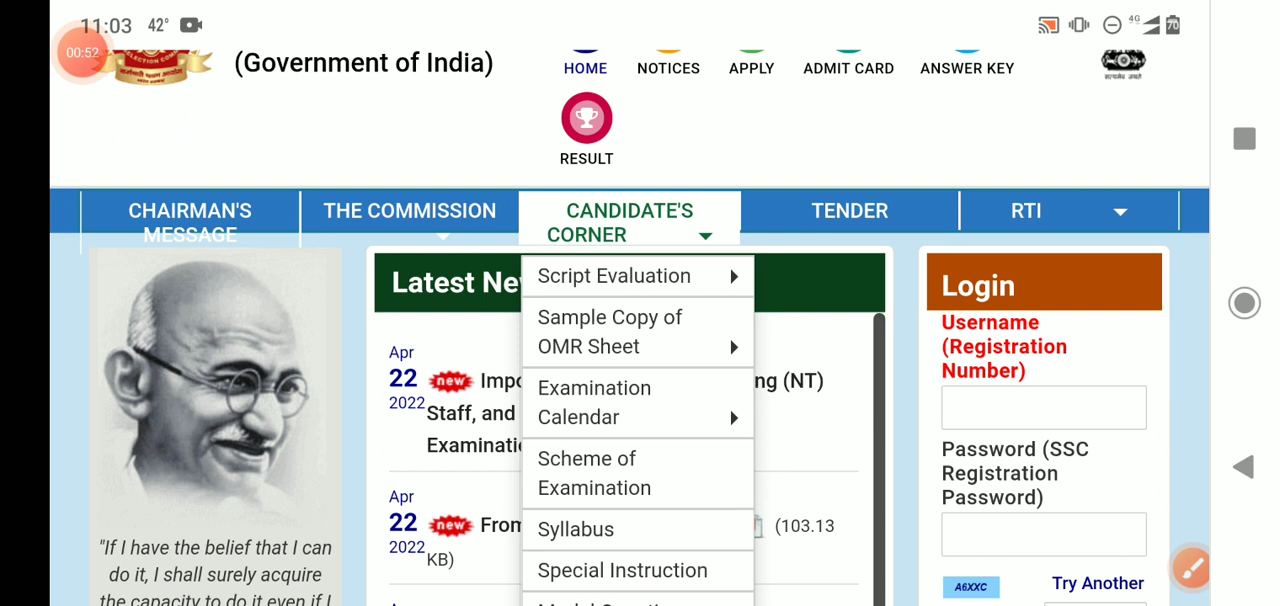 11:03 42°
4G 70
00:52
(Government of India)
HOME NOTICES APPLY ADMIT CARD ANSWER KEY
RESULT
CHAIRMAN'S
MESSAGE
THE COMMISSION
CANDIDATE'S
CORNER
TENDER
RTI
Script Evaluation
Sample Copy of
OMR Sheet
Examination
Calendar
Scheme of
Examination
Syllabus
Special Instruction
Latest Ne
Apr
22
2022
new Impo
ng (NT)
Staff, and
Examinati
Apr
22
2022
new From
(103.13
KB)
Login
Username
(Registration
Number)
Password (SSC
Registration
Password)
A6XXC
Try Another
"If I have the belief that I can
do it, I shall surely acquire
the capacity to do it even if I